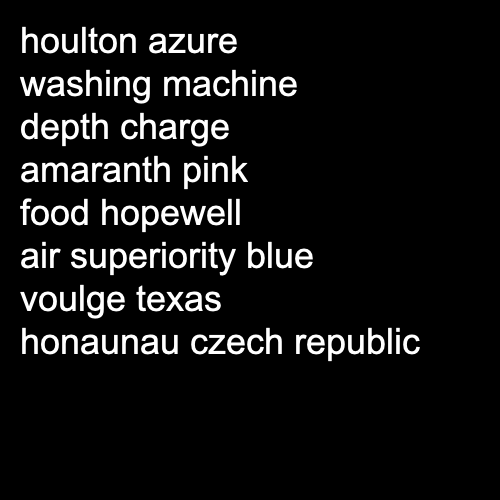 houlton azure
washing machine
depth charge
amaranth pink
food hopewell
air superiority blue
voulge texas
honaunau czech republic